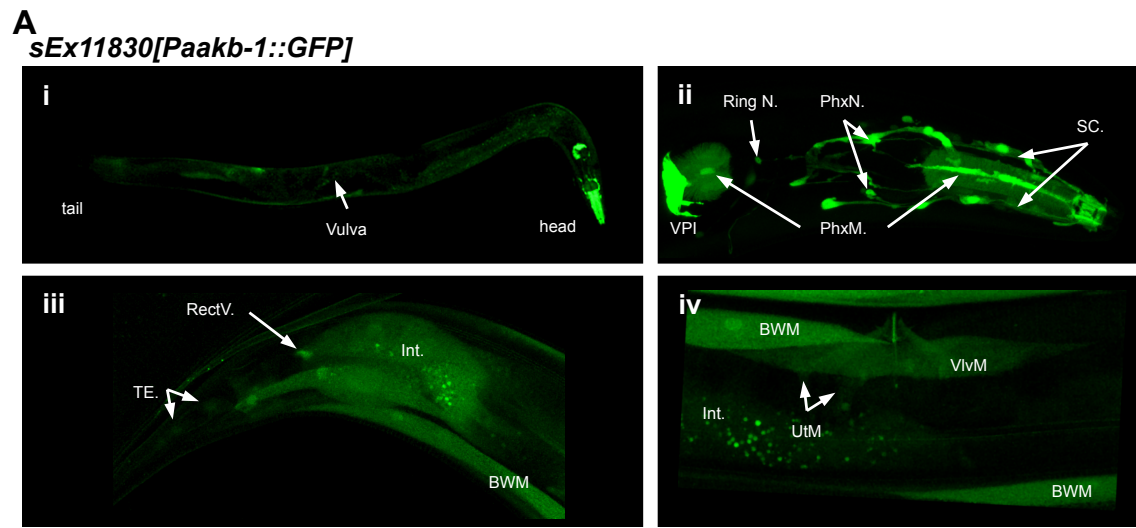 A
sEx11830[Paakb-1::GFP]
i
tail
Vulva
head
ii
Ring N.
PhxN.
SC.
VPI
PhxM.
iii
RectV.
Int.
TE.
BWM
iv
BWM
VlvM
Int.
UtM
BWM